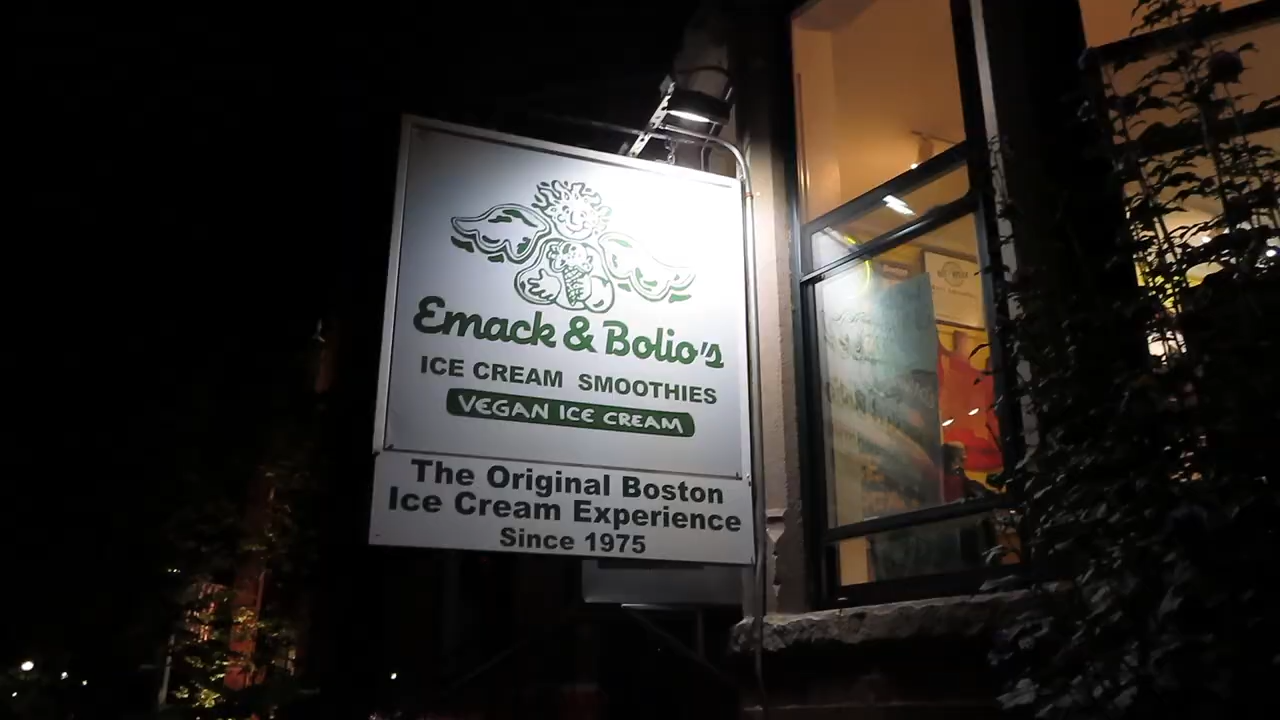 Emack & Bolio's
ICE CREAM SMOOTHIES
VEGAN ICE CREAM
The Original Boston
Ice Cream Experience
Since 1975